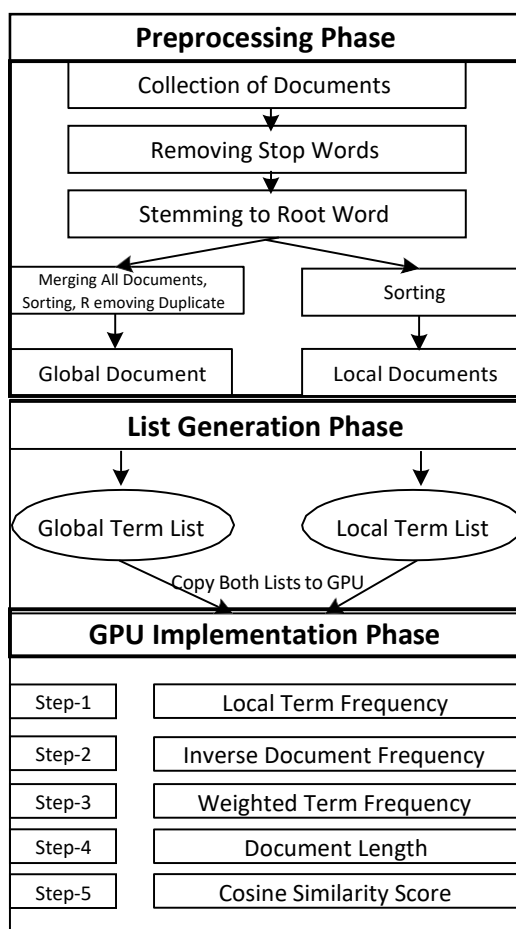 Preprocessing Phase
Collection of Documents
Removing Stop Words
Stemming to Root Word
Merging All Documents,
Sorting, R emoving Duplicate
Sorting
Global Document
Local Documents
List Generation Phase
Global Term List
Local Term List
Copy Both Lists to GPU
GPU Implementation Phase
Step-1
Local Term Frequency
Step-2
Inverse Document Frequency
Step-3
Weighted Term Frequency
Step-4
Document Length
Step-5
Cosine Similarity Score